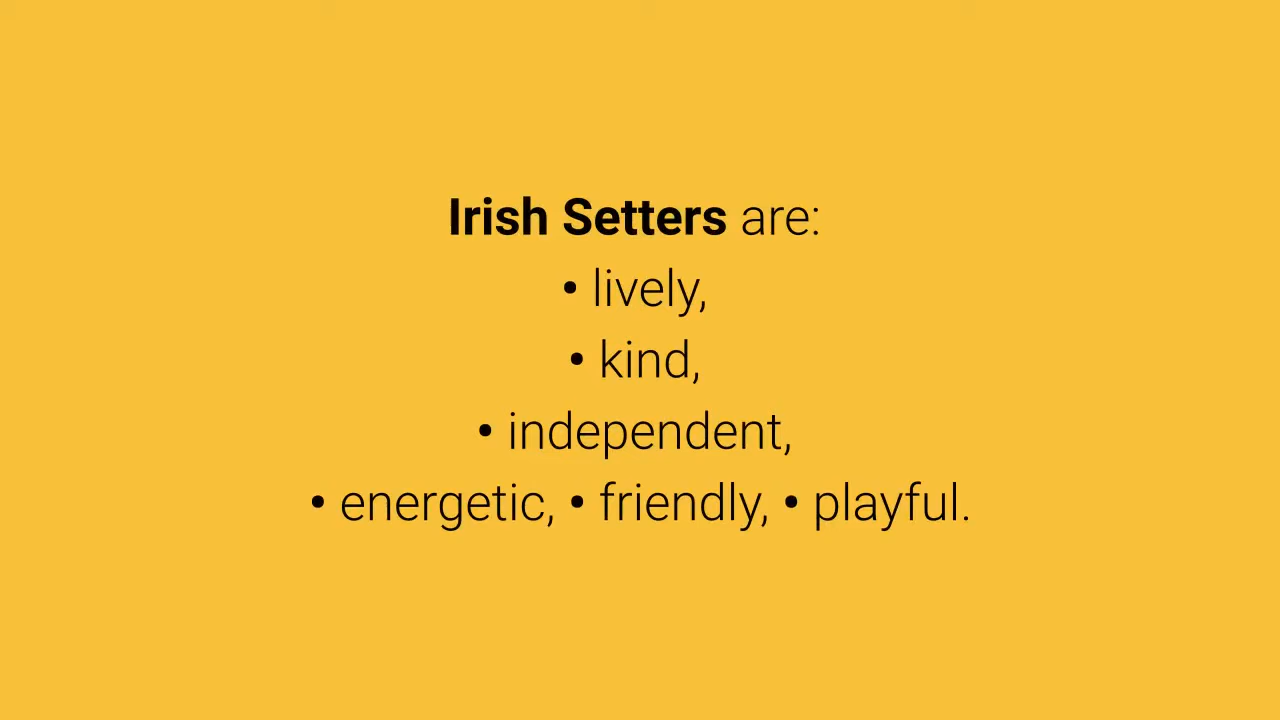 Irish Setters are:
• lively,
• kind,
• independent,
• energetic, • friendly, • playful.